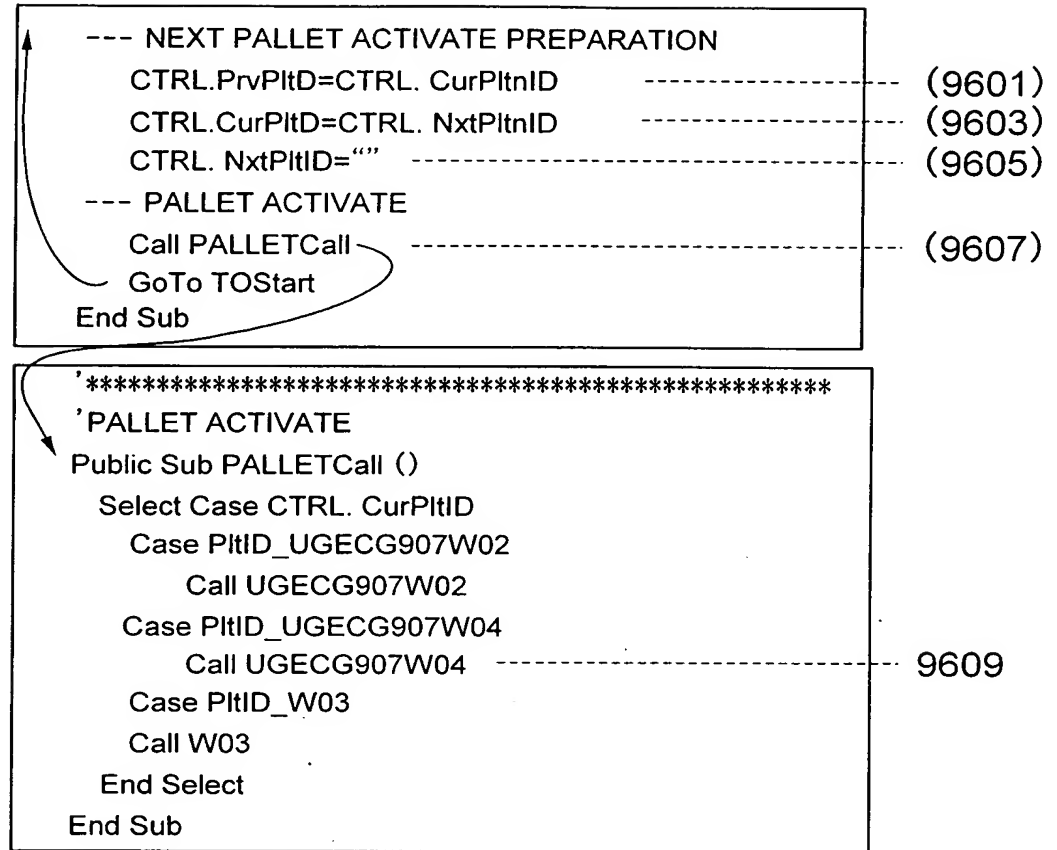 --- NEXT PALLET ACTIVATE PREPARATION
CTRL.PrvPltD=CTRL. CurPltnID ---------------- (9601)
CTRL.CurPltD=CTRL. NxtPltnID ---------------- (9603)
CTRL. NxtPltID="" ---------------- (9605)
--- PALLET ACTIVATE
Call PALLETCall ---------------- (9607)
GoTo TOStart
End Sub
'****************************************************
'PALLET ACTIVATE
Public Sub PALLETCall ()
Select Case CTRL. CurPltID
Case PltID_UGECG907W02
Call UGECG907W02
Case PltID_UGECG907W04
Call UGECG907W04 ---------------- 9609
Case PltID_W03
Call W03
End Select
End Sub